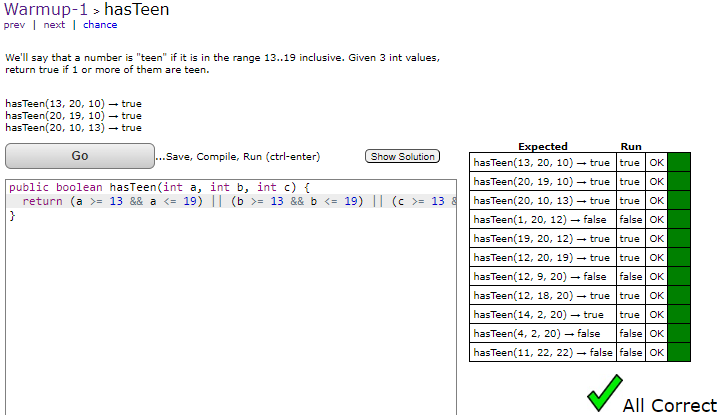 Warmup-1 > hasTeen
prev | next | chance
We'll say that a number is "teen" if it is in the range 13..19 inclusive. Given 3 int values,
return true if 1 or more of them are teen.
hasTeen(13, 20, 10) → true
hasTeen(20, 19, 10) → true
hasTeen(20, 10, 13) → true
Go ...Save, Compile, Run (ctrl-enter) Show Solution
public boolean hasTeen(int a, int b, int c) {
return (a >= 13 && a <= 19) || (b >= 13 && b <= 19) || (c >= 13 &
}
Expected Run
hasTeen(13, 20, 10) → true true OK
hasTeen(20, 19, 10) → true true OK
hasTeen(20, 10, 13) → true true OK
hasTeen(1, 20, 12) → false false OK
hasTeen(19, 20, 12) → true true OK
hasTeen(12, 20, 19) → true true OK
hasTeen(12, 9, 20) → false false OK
hasTeen(12, 18, 20) → true true OK
hasTeen(14, 2, 20) → true true OK
hasTeen(4, 2, 20) → false false OK
hasTeen(11, 22, 22) → false false OK
All Correct